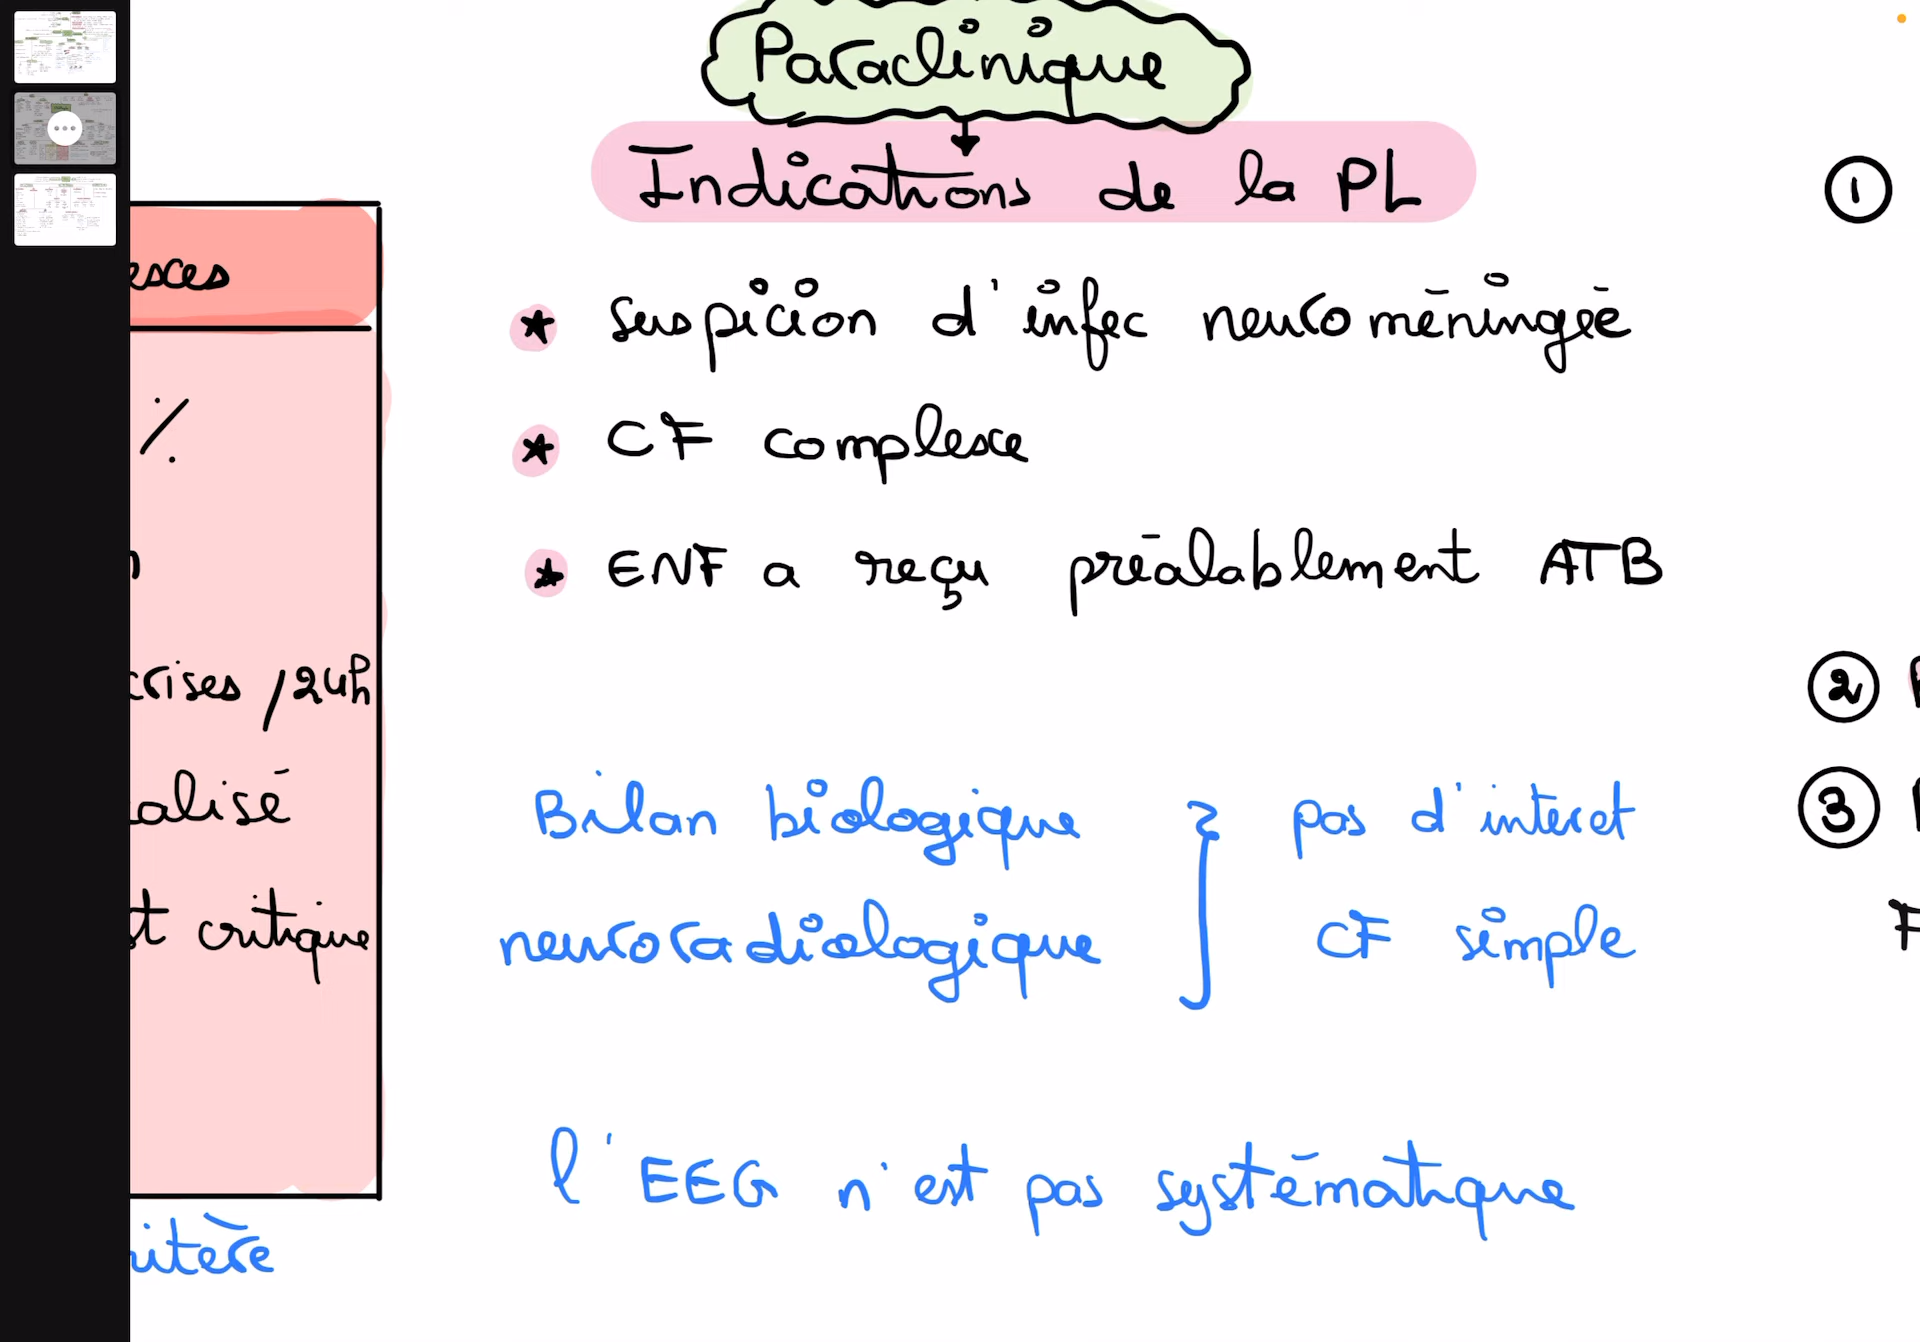 Paraclinique
Indications de la PL
★ suspicion d'infec neuroméningée
★ CF complexe
★ ENF a reçu préalablement ATB
Bilan biologique
neuroradiologique
pas d'interet
CF simple
l'EEG n'est pas systématique
%
crises /24h
critique
①
②
③